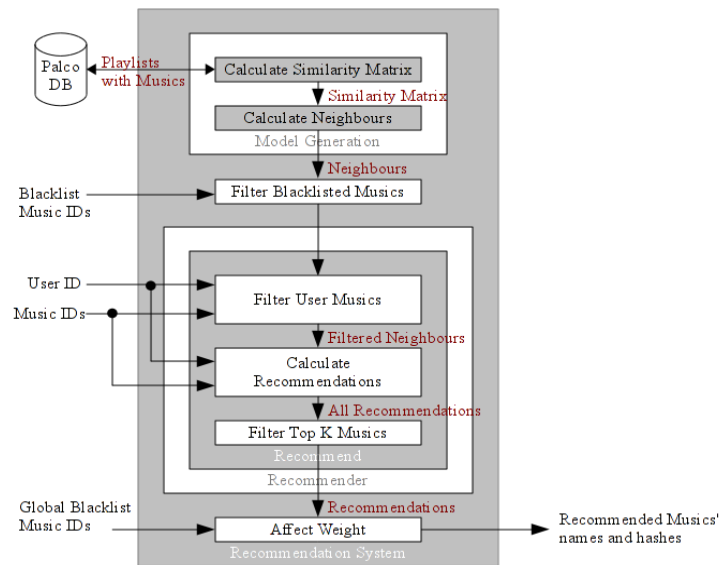 Palco
DB
Playlists
with Musics
Calculate Similarity Matrix
Similarity Matrix
Calculate Neighbours
Model Generation
Neighbours
Blacklist
Music IDs
Filter Blacklisted Musics
User ID
Music IDs
Filter User Musics
Filtered Neighbours
Calculate
Recommendations
All Recommendations
Filter Top K Musics
Recommend
Recommender
Recommendations
Global Blacklist
Music IDs
Affect Weight
Recommendation System
Recommended Musics'
names and hashes